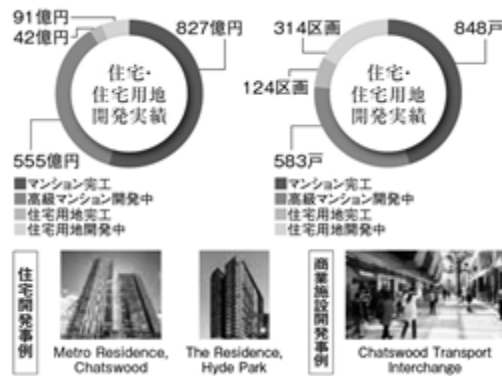 91億円
42億円
827億円
555億円
住宅・
住宅用地
開発実績
■マンション完工
■高級マンション開発中
■住宅用地完工
■住宅用地開発中
314区画
124区画
848戸
583戸
住宅・
住宅用地
開発実績
■マンション完工
■高級マンション開発中
■住宅用地完工
■住宅用地開発中
住宅開発事例
Metro Residence,
Chatswood
The Residence,
Hyde Park
商業施設開発事例
Chatswood Transport
Interchange